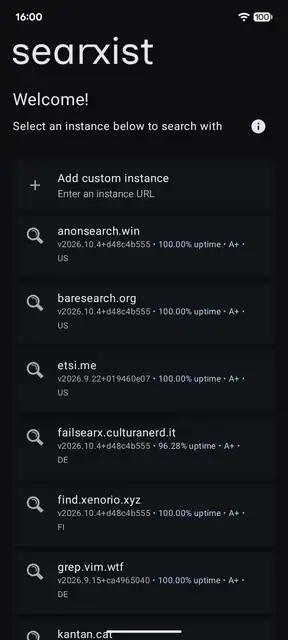 16:00
100
searxist
Welcome!
Select an instance below to search with
Add custom instance
Enter an instance URL
anonsearch.win
v2026.10.4+d48c4b555 • 100.00% uptime • A+ •
US
baresearch.org
v2026.10.4+d48c4b555 • 100.00% uptime • A+ •
US
etsi.me
v2026.9.22+019460e07 • 100.00% uptime • A+ •
US
failsearx.culturanerd.it
v2026.10.4+d48c4b555 • 96.28% uptime • A+ •
DE
find.xenorio.xyz
v2026.10.4+d48c4b555 • 100.00% uptime • A+ •
FI
grep.vim.wtf
v2026.9.15+ca4965040 • 100.00% uptime • A+ •
DE
kantan.cat